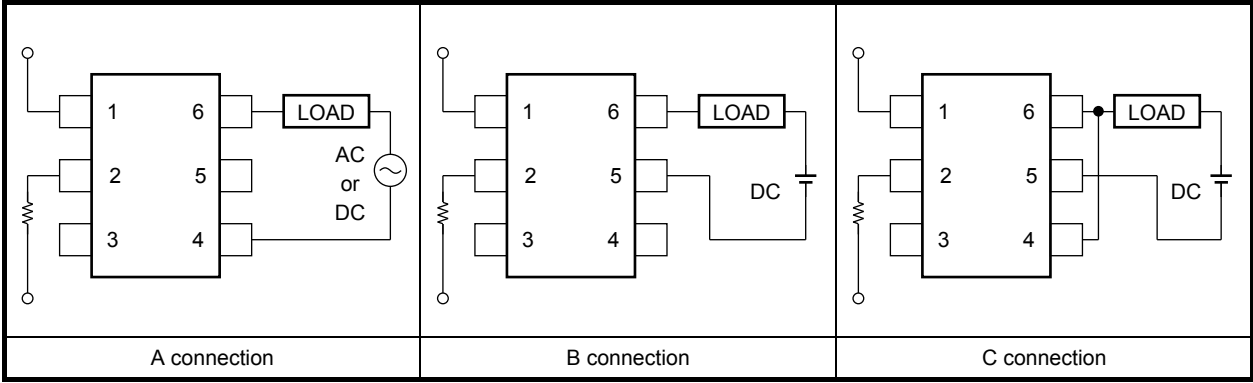 1 6 LOAD
AC
or
DC
2 5
3 4
A connection
1 6 LOAD
2 5 DC
3 4
B connection
1 6 LOAD
2 5 DC
3 4
C connection